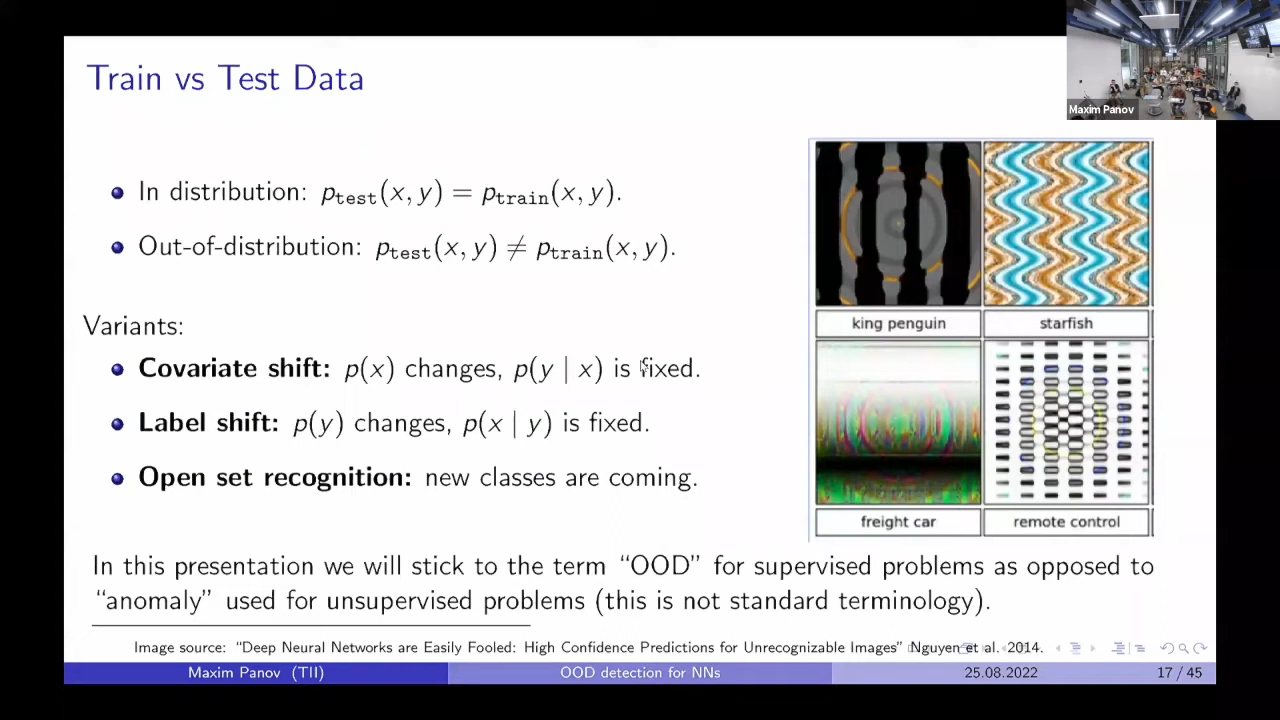 Train vs Test Data
Maxim Panov
In distribution: p_test(x, y) = p_train(x, y).
Out-of-distribution: p_test(x, y) ≠ p_train(x, y).
Variants:
Covariate shift: p(x) changes, p(y | x) is fixed.
Label shift: p(y) changes, p(x | y) is fixed.
Open set recognition: new classes are coming.
king penguin
starfish
freight car
remote control
In this presentation we will stick to the term “OOD” for supervised problems as opposed to
“anomaly” used for unsupervised problems (this is not standard terminology).
Image source: “Deep Neural Networks are Easily Fooled: High Confidence Predictions for Unrecognizable Images” Nguyen et al. 2014.
Maxim Panov (TII)
OOD detection for NNs
25.08.2022
17 / 45